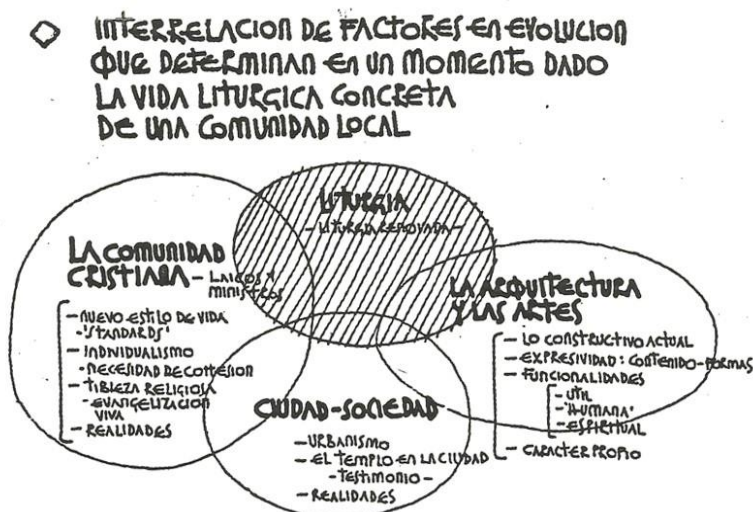 INTERRELACION DE FACTORES EN EVOLUCION
QUE DETERMINAN EN UN MOMENTO DADO
LA VIDA LITURGICA CONCRETA
DE UNA COMUNIDAD LOCAL
LITURGIA
- LITURGIA RENOVADA -
LA COMUNIDAD
CRISTIANA - LAICOS Y
MINISTROS
- NUEVO ESTILO DE VIDA
- 'STANDARDS'
- INDIVIDUALISMO
- NECESIDAD DE COHESION
- TIBIEZA RELIGIOSA
- EVANGELIZACION
VIVA
- REALIDADES
LA ARQUITECTURA
Y LAS ARTES
- LO CONSTRUCTIVO ACTUAL
- EXPRESIVIDAD: CONTENIDO-FORMAS
- FUNCIONALIDADES
- UTIL
- 'HUMANA'
- ESPIRITUAL
- CARACTER PROPIO
CIUDAD-SOCIEDAD
- URBANISMO
- EL TEMPLO EN LA CIUDAD
- TESTIMONIO -
- REALIDADES